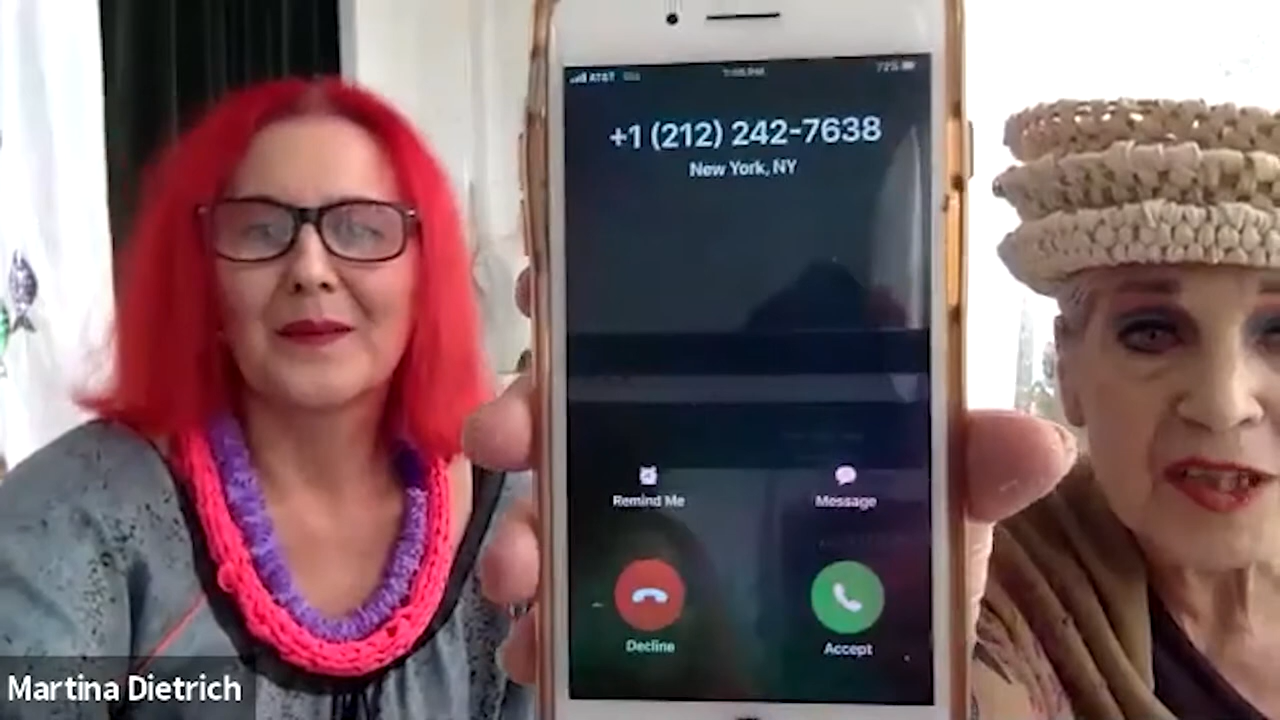 AT&T
72%
+1 (212) 242-7638
New York, NY
Remind Me
Message
Decline
Accept
Martina Dietrich